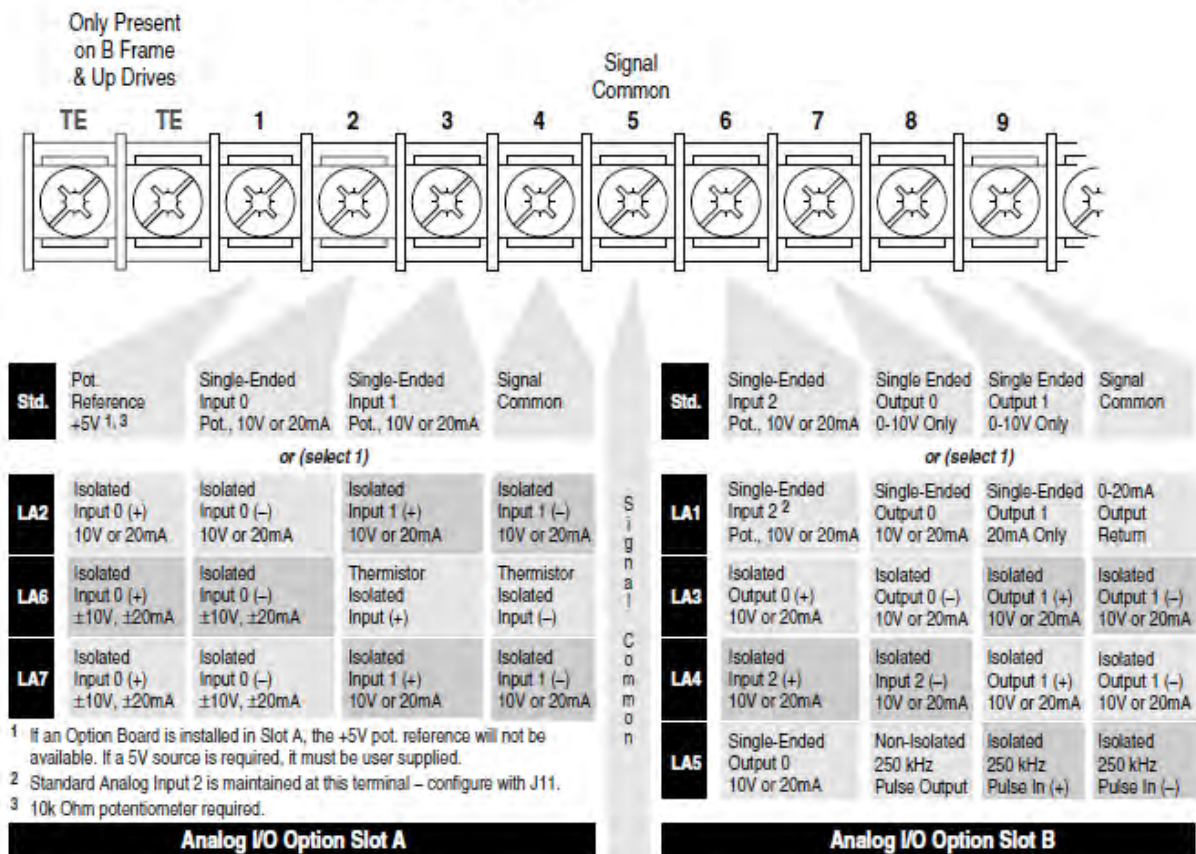 Only Present
on B Frame
& Up Drives
Signal
Common
TE TE 1 2 3 4 5 6 7 8 9
Std.
Pot.
Reference
+5V 1, 3
Single-Ended
Input 0
Pot., 10V or 20mA
Single-Ended
Input 1
Pot., 10V or 20mA
Signal
Common
or (select 1)
LA2
Isolated
Input 0 (+)
10V or 20mA
Isolated
Input 0 (–)
10V or 20mA
Isolated
Input 1 (+)
10V or 20mA
Isolated
Input 1 (–)
10V or 20mA
LA6
Isolated
Input 0 (+)
±10V, ±20mA
Isolated
Input 0 (–)
±10V, ±20mA
Thermistor
Isolated
Input (+)
Thermistor
Isolated
Input (–)
LA7
Isolated
Input 0 (+)
±10V, ±20mA
Isolated
Input 0 (–)
±10V, ±20mA
Isolated
Input 1 (+)
10V or 20mA
Isolated
Input 1 (–)
10V or 20mA
1 If an Option Board is installed in Slot A, the +5V pot. reference will not be
available. If a 5V source is required, it must be user supplied.
2 Standard Analog Input 2 is maintained at this terminal – configure with J11.
3 10k Ohm potentiometer required.
Analog I/O Option Slot A
Signal Common
Std.
Single-Ended
Input 2
Pot., 10V or 20mA
Single Ended
Output 0
0-10V Only
Single Ended
Output 1
0-10V Only
Signal
Common
or (select 1)
LA1
Single-Ended
Input 2 2
Pot., 10V or 20mA
Single-Ended
Output 0
10V or 20mA
Single-Ended
Output 1
20mA Only
0-20mA
Output
Return
LA3
Isolated
Output 0 (+)
10V or 20mA
Isolated
Output 0 (–)
10V or 20mA
Isolated
Output 1 (+)
10V or 20mA
Isolated
Output 1 (–)
10V or 20mA
LA4
Isolated
Input 2 (+)
10V or 20mA
Isolated
Input 2 (–)
10V or 20mA
Isolated
Output 1 (+)
10V or 20mA
Isolated
Output 1 (–)
10V or 20mA
LA5
Single-Ended
Output 0
10V or 20mA
Non-Isolated
250 kHz
Pulse Output
Isolated
250 kHz
Pulse In (+)
Isolated
250 kHz
Pulse In (–)
Analog I/O Option Slot B